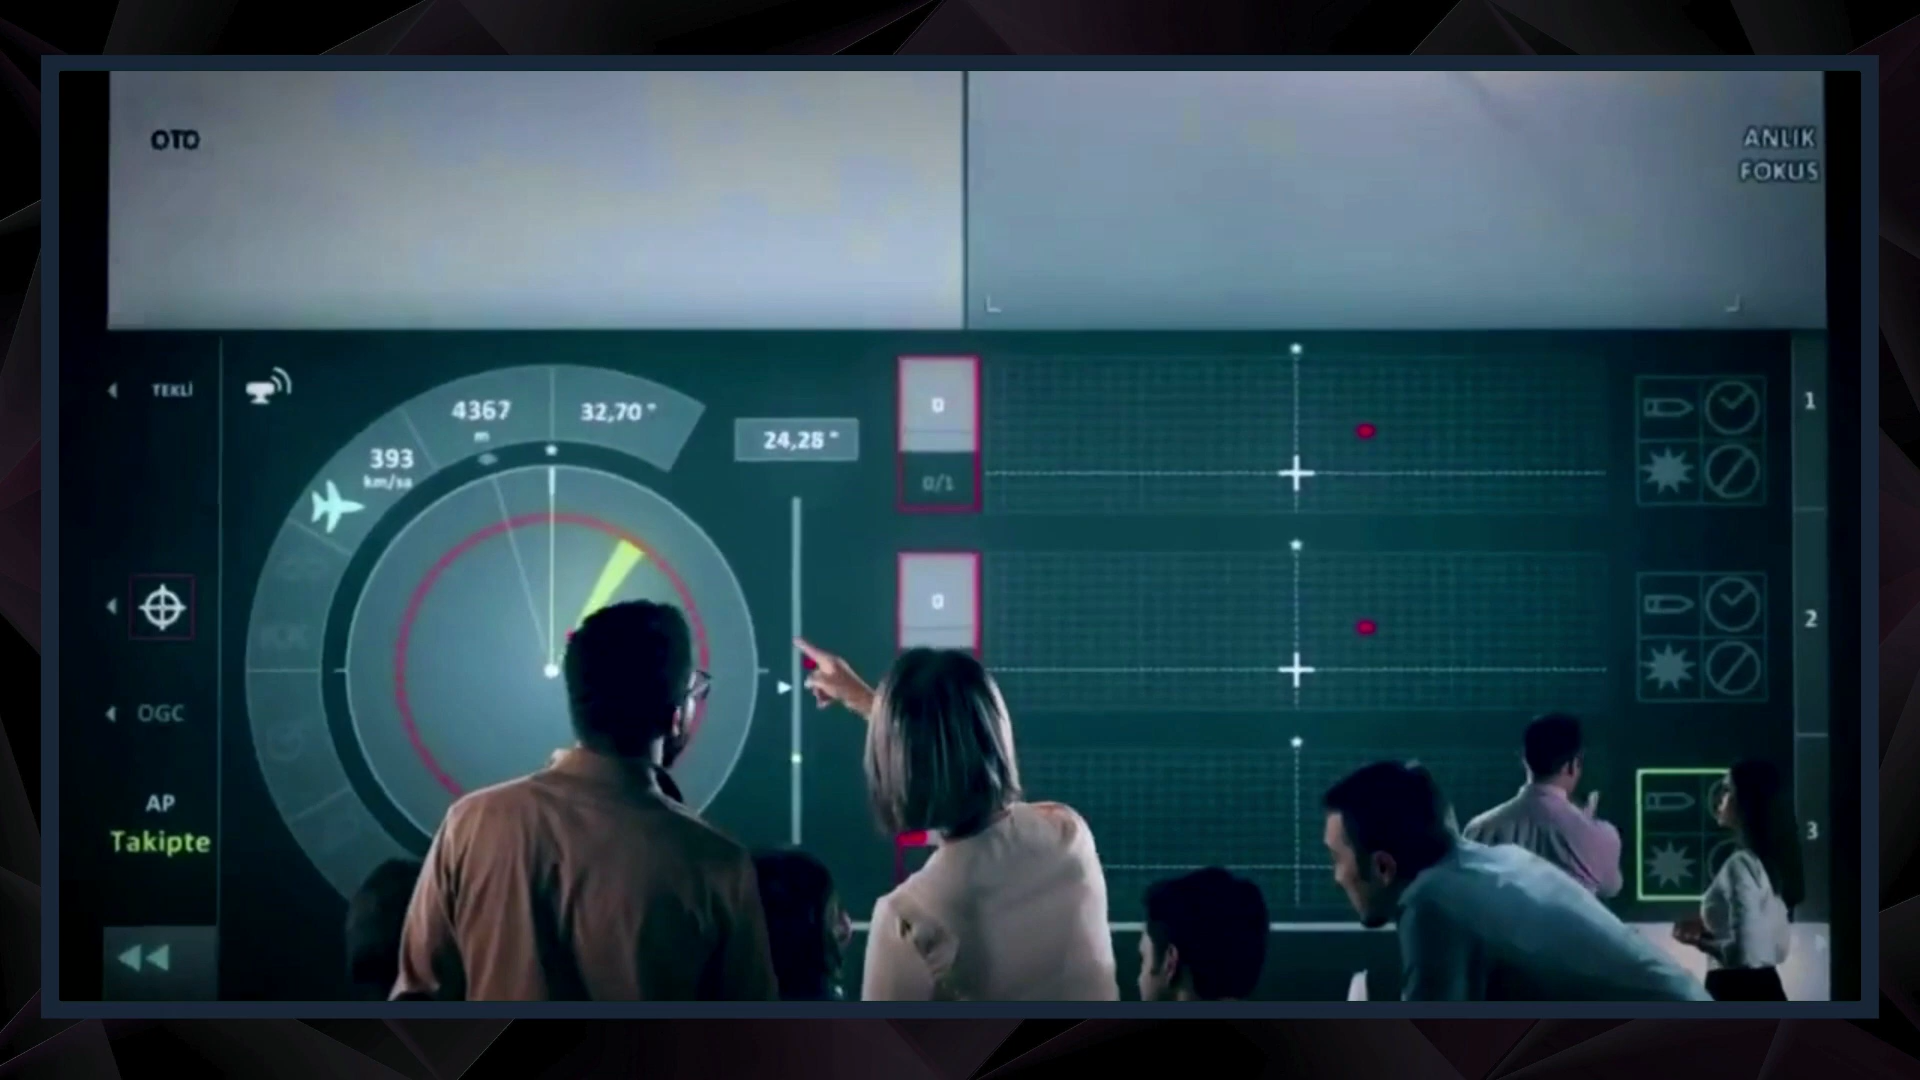 OTO
ANLIK
FOKUS
TEKLİ
4367
m
32,70 °
393
km/sa
24,28 °
0
0/1
1
0
2
OGC
AP
Takipte
3